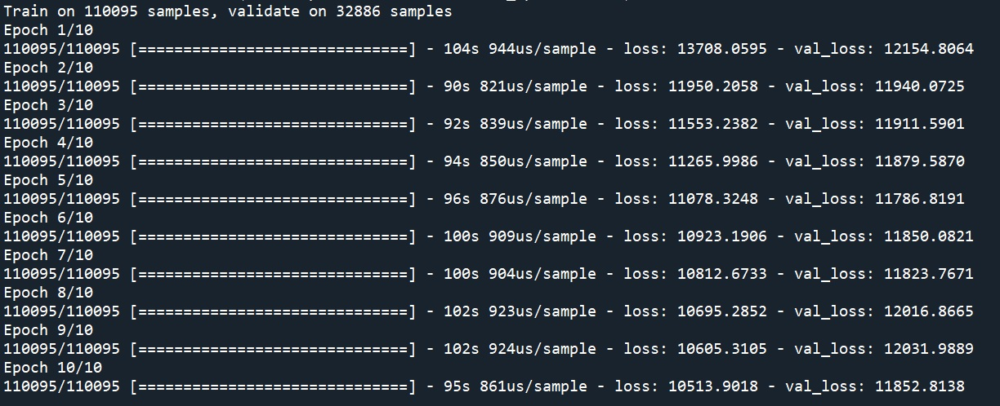 Train on 110095 samples, validate on 32886 samples
Epoch 1/10
110095/110095 [==============================] - 104s 944us/sample - loss: 13708.0595 - val_loss: 12154.8064
Epoch 2/10
110095/110095 [==============================] - 90s 821us/sample - loss: 11950.2058 - val_loss: 11940.0725
Epoch 3/10
110095/110095 [==============================] - 92s 839us/sample - loss: 11553.2382 - val_loss: 11911.5901
Epoch 4/10
110095/110095 [==============================] - 94s 850us/sample - loss: 11265.9986 - val_loss: 11879.5870
Epoch 5/10
110095/110095 [==============================] - 96s 876us/sample - loss: 11078.3248 - val_loss: 11786.8191
Epoch 6/10
110095/110095 [==============================] - 100s 909us/sample - loss: 10923.1906 - val_loss: 11850.0821
Epoch 7/10
110095/110095 [==============================] - 100s 904us/sample - loss: 10812.6733 - val_loss: 11823.7671
Epoch 8/10
110095/110095 [==============================] - 102s 923us/sample - loss: 10695.2852 - val_loss: 12016.8665
Epoch 9/10
110095/110095 [==============================] - 102s 924us/sample - loss: 10605.3105 - val_loss: 12031.9889
Epoch 10/10
110095/110095 [==============================] - 95s 861us/sample - loss: 10513.9018 - val_loss: 11852.8138